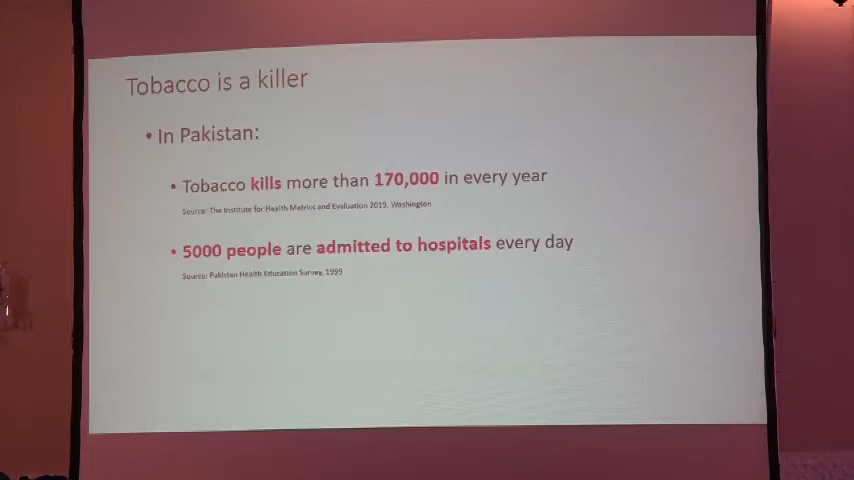 Tobacco is a killer
• In Pakistan:
• Tobacco kills more than 170,000 in every year
Source: The Institute for Health Metrics and Evaluation 2019, Washington
• 5000 people are admitted to hospitals every day
Source: Pakistan Health Education Survey, 1999